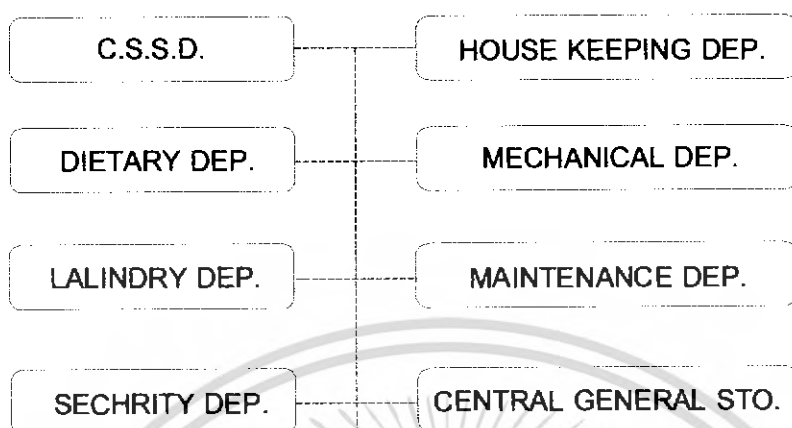 C.S.S.D.
HOUSE KEEPING DEP.
DIETARY DEP.
MECHANICAL DEP.
LALINDRY DEP.
MAINTENANCE DEP.
SECHRITY DEP.
CENTRAL GENERAL STO.